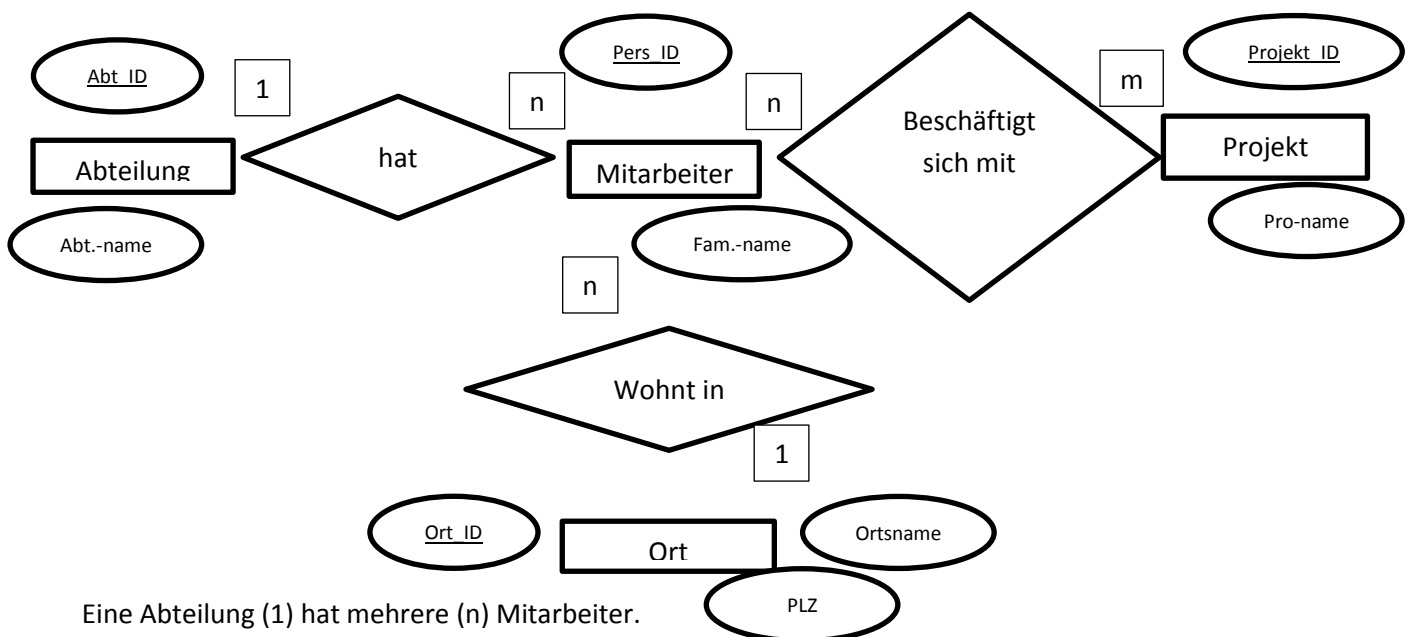 Abt_ID
1
hat
n
Pers_ID
n
Beschäftigt
sich mit
m
Projekt_ID
Abteilung
Mitarbeiter
Projekt
Abt.-name
Fam.-name
Pro-name
n
Wohnt in
1
Ort_ID
Ort
Ortsname
PLZ
Eine Abteilung (1) hat mehrere (n) Mitarbeiter.